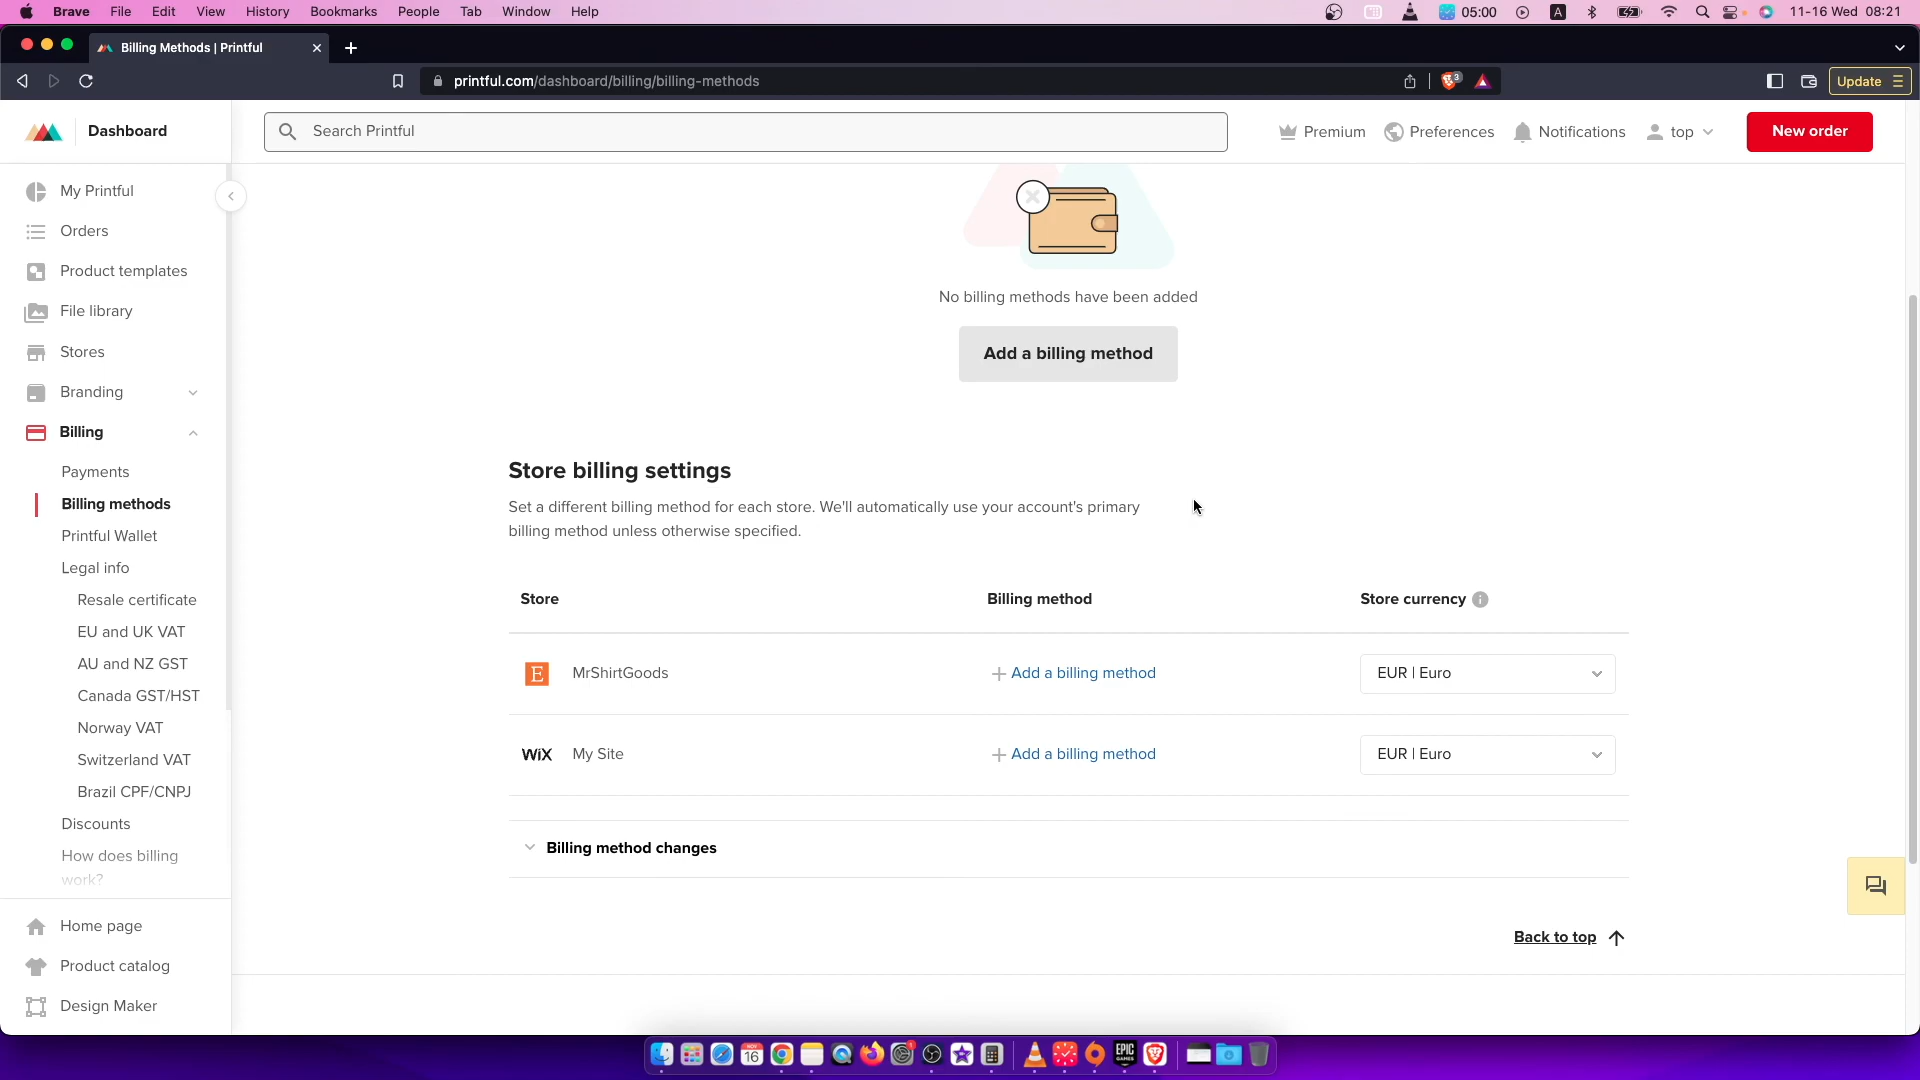 Brave File Edit View History Bookmarks People Tab Window Help 05:00 A 11-16 Wed 08:21
Billing Methods | Printful
printful.com/dashboard/billing/billing-methods 3 Update
Dashboard
Search Printful
Premium Preferences Notifications top New order
My Printful
Orders
Product templates
File library
Stores
Branding
Billing
Payments
Billing methods
Printful Wallet
Legal info
Resale certificate
EU and UK VAT
AU and NZ GST
Canada GST/HST
Norway VAT
Switzerland VAT
Brazil CPF/CNPJ
Discounts
How does billing
work?
Home page
Product catalog
Design Maker
No billing methods have been added
Add a billing method
Store billing settings
Set a different billing method for each store. We'll automatically use your account's primary
billing method unless otherwise specified.
Store Billing method Store currency
E MrShirtGoods Add a billing method EUR | Euro
WiX My Site Add a billing method EUR | Euro
Billing method changes
Back to top
NOV
16
1
EPIC
GAMES